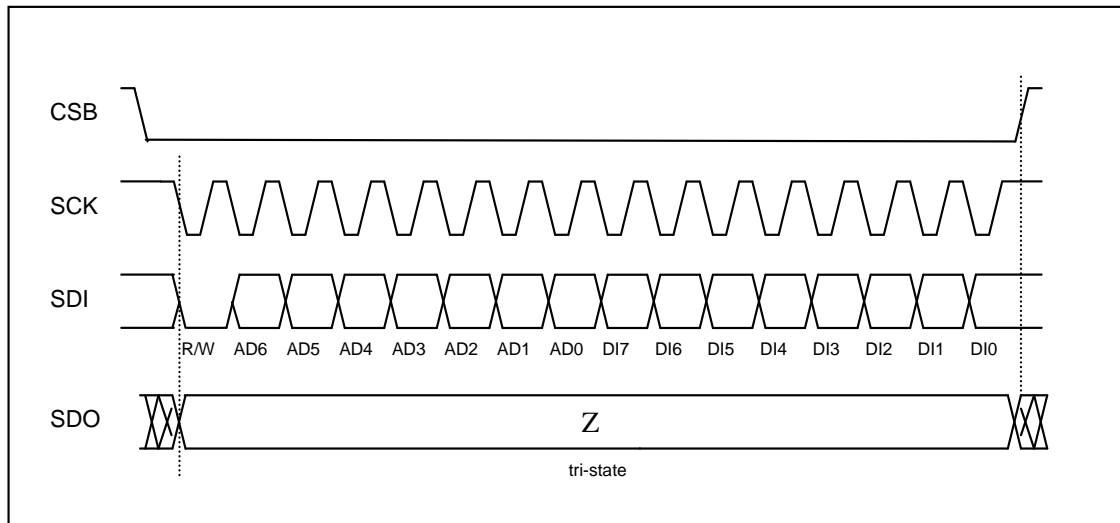 CSB
SCK
SDI
R/W AD6 AD5 AD4 AD3 AD2 AD1 AD0 DI7 DI6 DI5 DI4 DI3 DI2 DI1 DI0
SDO
Z
tri-state